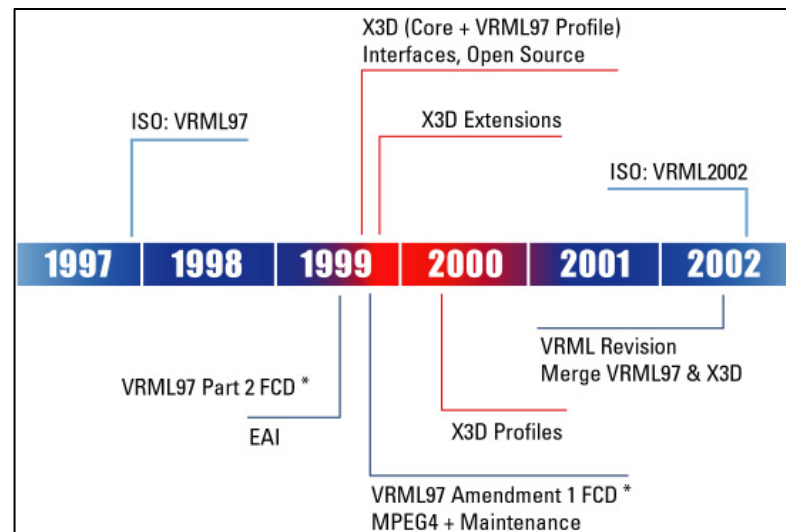 X3D (Core + VRML97 Profile)
Interfaces, Open Source
ISO: VRML97
X3D Extensions
ISO: VRML2002
1997
1998
1999
2000
2001
2002
VRML Revision
Merge VRML97 & X3D
VRML97 Part 2 FCD *
EAI
X3D Profiles
VRML97 Amendment 1 FCD *
MPEG4 + Maintenance